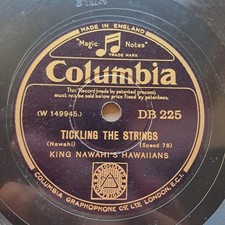 MADE IN ENGLAND
"Magic Notes"
TRADE MARK
Columbia
This Record (made by patented process)
must not be sold below price fixed by patentees.
(W 149945) DB 225
TICKLING THE STRINGS
(Nawahi) (Speed 78)
KING NAWAHI'S HAWAIIANS
COLUMBIA GRAPHOPHONE CO LTD. LONDON, E.C.1.